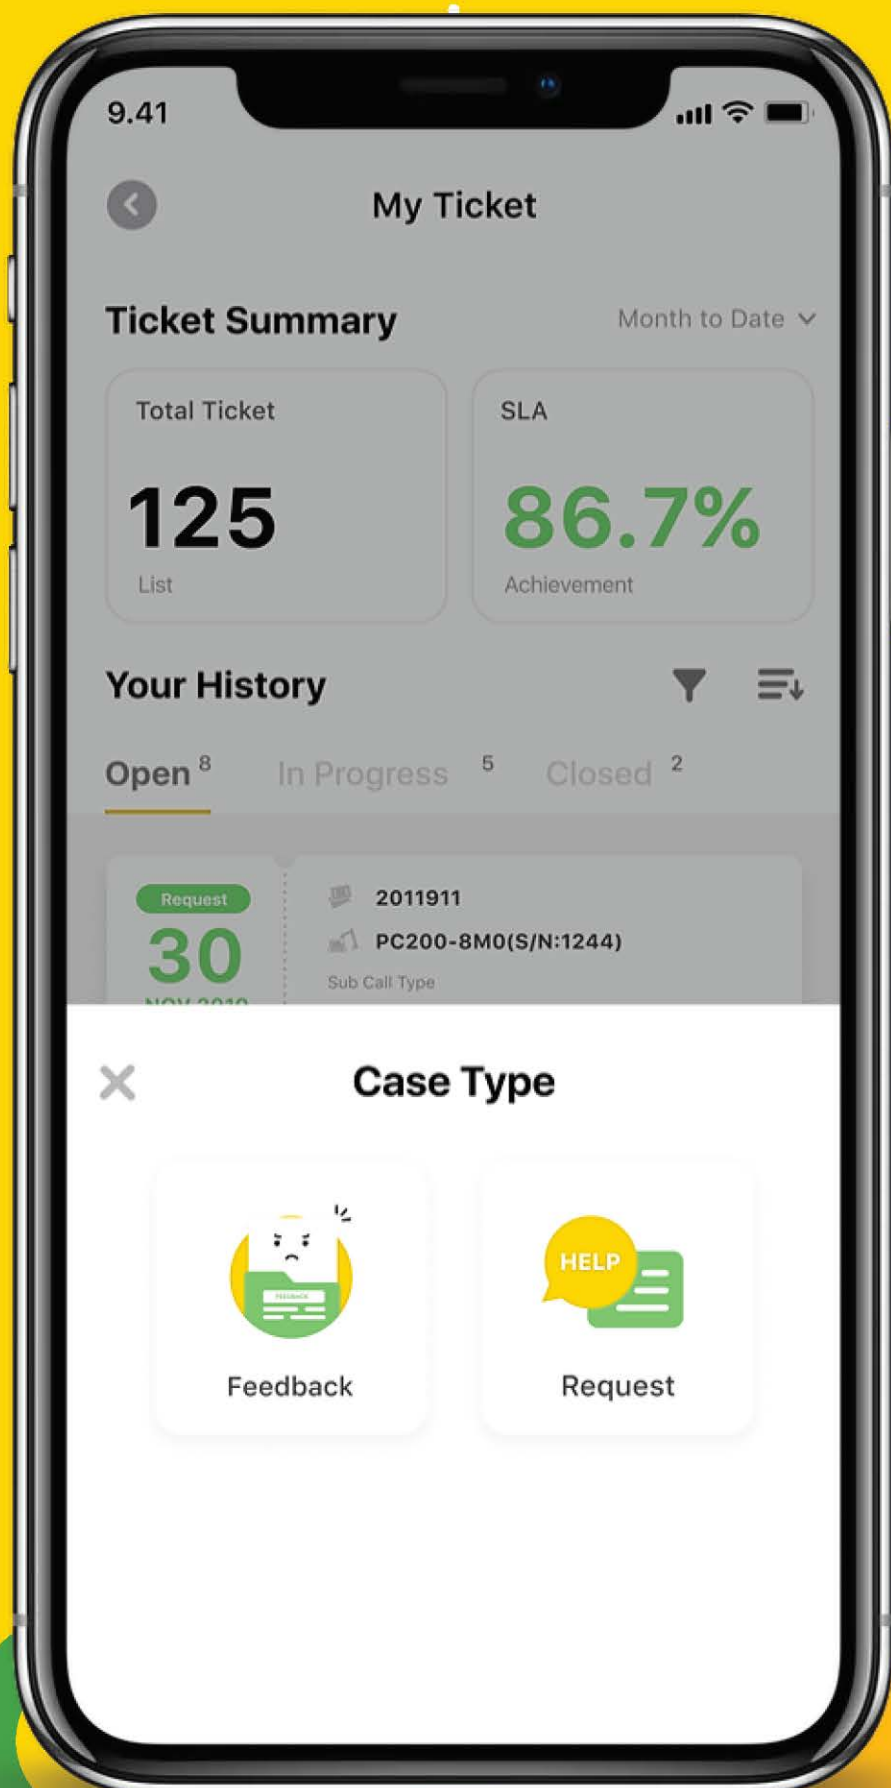 9.41
My Ticket
Ticket Summary
Month to Date
Total Ticket
SLA
125
86.7%
List
Achievement
Your History
Open 8
In Progress 5
Closed 2
Request
2011911
30
PC200-8M0(S/N:1244)
Sub Call Type
Case Type
FEEDBACK
HELP
Feedback
Request